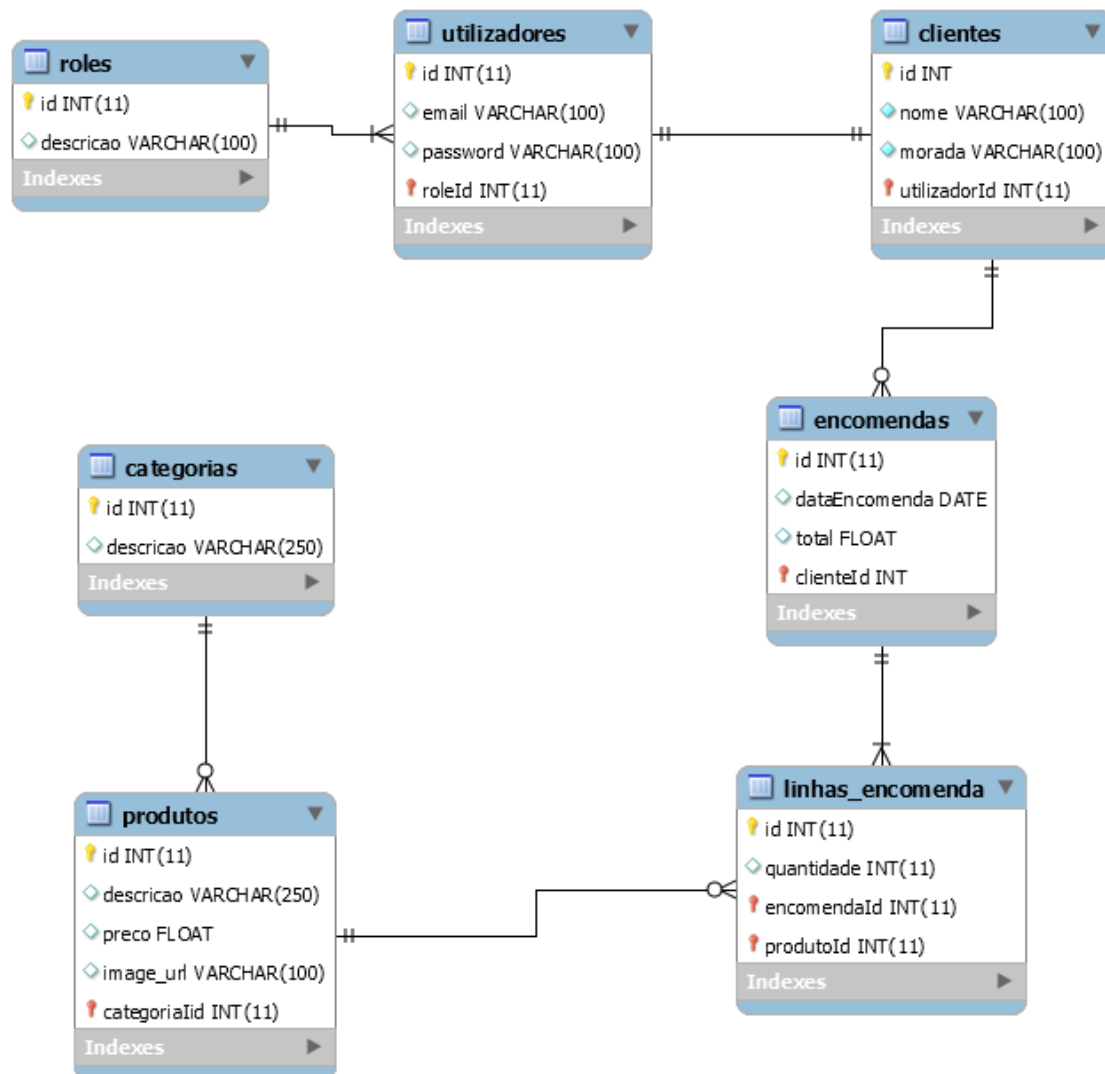 roles
id INT(11)
descricao VARCHAR(100)
Indexes
utilizadores
id INT(11)
email VARCHAR(100)
password VARCHAR(100)
roleId INT(11)
Indexes
clientes
id INT
nome VARCHAR(100)
morada VARCHAR(100)
utilizadorId INT(11)
Indexes
encomendas
id INT(11)
dataEncomenda DATE
total FLOAT
clienteId INT
Indexes
categorias
id INT(11)
descricao VARCHAR(250)
Indexes
produtos
id INT(11)
descricao VARCHAR(250)
preco FLOAT
image_url VARCHAR(100)
categoriaIid INT(11)
Indexes
linhas_encomenda
id INT(11)
quantidade INT(11)
encomendaId INT(11)
produtoId INT(11)
Indexes